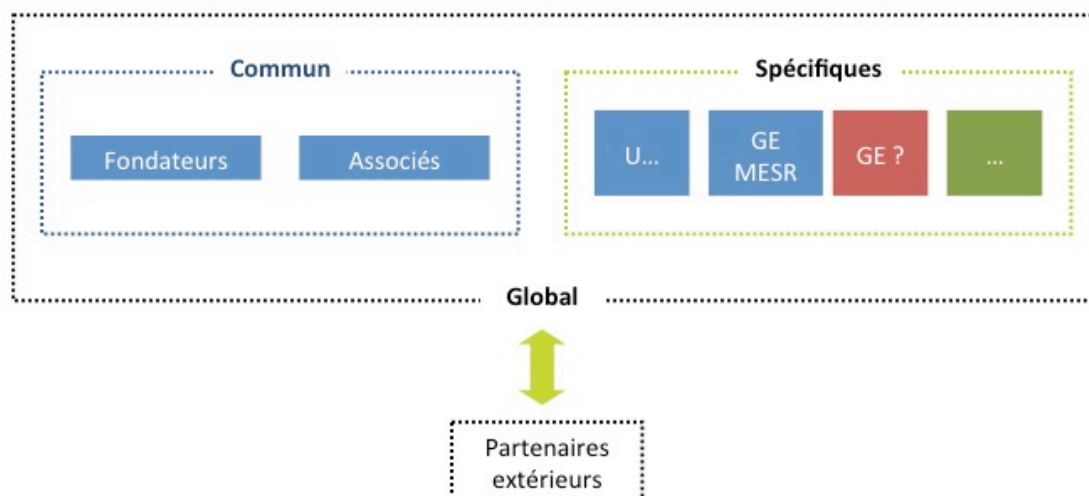 Commun
Spécifiques
Fondateurs
Associés
U...
GE
MESR
GE ?
...
Global
Partenaires
extérieurs